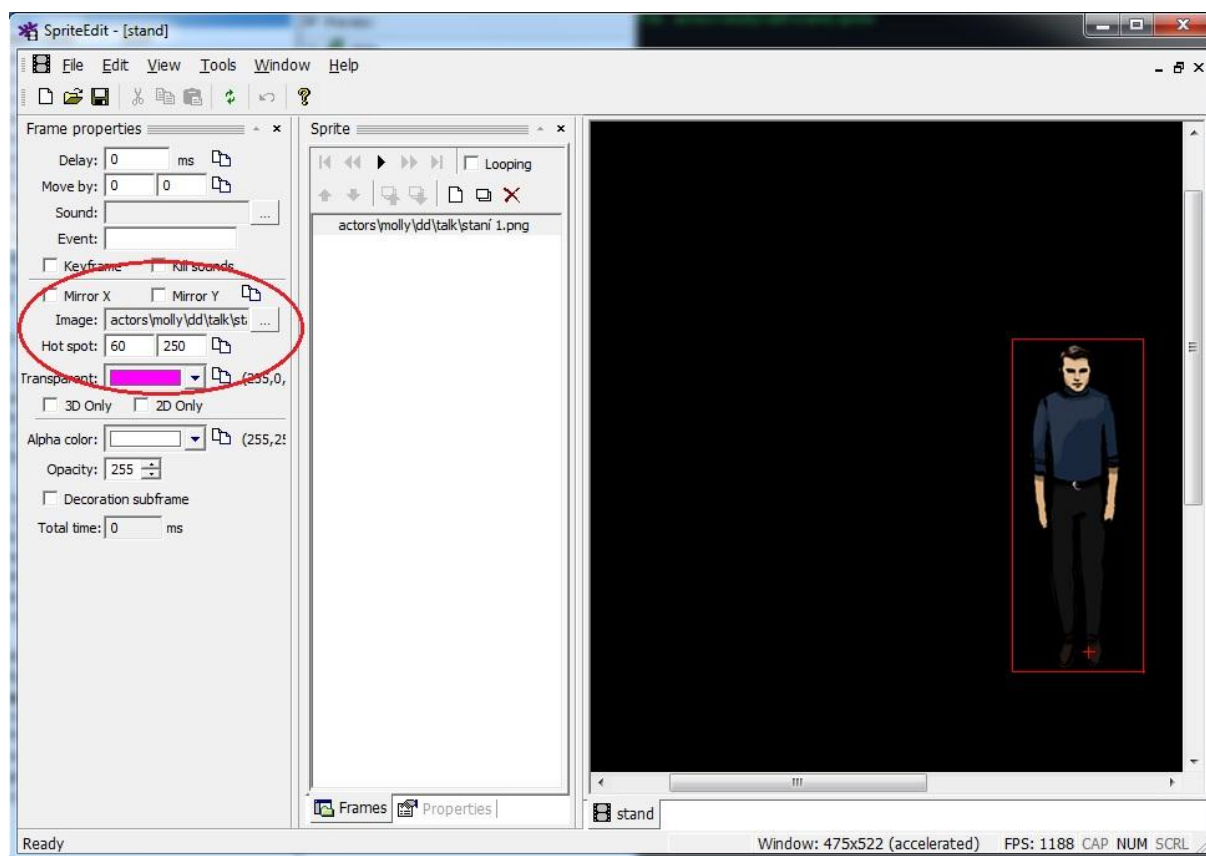 SpriteEdit - [stand]
File Edit View Tools Window Help
Frame properties
Delay: 0 ms
Move by: 0 0
Sound: ...
Event:
Keyframe Kill sounds
Mirror X Mirror Y
Image: actors\molly\dd\talk\st ...
Hot spot: 60 250
Transparent: (255,0,
3D Only 2D Only
Alpha color: (255,25
Opacity: 255
Decoration subframe
Total time: 0 ms
Sprite
Looping
actors\molly\dd\talk\staní 1.png
Frames Properties
stand
Ready
Window: 475x522 (accelerated) FPS: 1188 CAP NUM SCRL